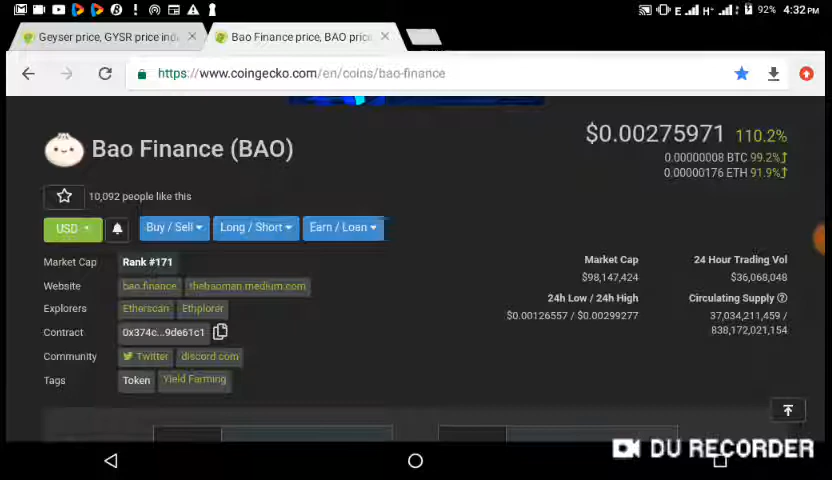 E H+ 92% 4:32 PM
Geyser price, GYSR price ind
Bao Finance price, BAO pric
https://www.coingecko.com/en/coins/bao-finance
Bao Finance (BAO)
$0.00275971 110.2%
0.00000008 BTC 99.2%
0.00000176 ETH 91.9%
10,092 people like this
USD
Buy / Sell
Long / Short
Earn / Loan
Market Cap Rank #171
Website bao.finance thebaoman.medium.com
Explorers Etherscan Ethplorer
Contract 0x374c...9de61c1
Community Twitter discord.com
Tags Token Yield Farming
Market Cap
$98,147,424
24 Hour Trading Vol
$36,068,048
24h Low / 24h High
$0.00126557 / $0.00299277
Circulating Supply
37,034,211,459 /
838,172,021,154
DU RECORDER